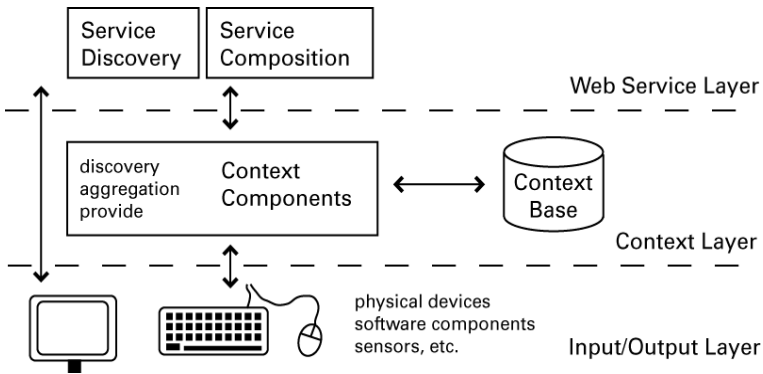 Service
Discovery
Service
Composition
Web Service Layer
discovery
aggregation
provide
Context
Components
Context
Base
Context Layer
physical devices
software components
sensors, etc.
Input/Output Layer